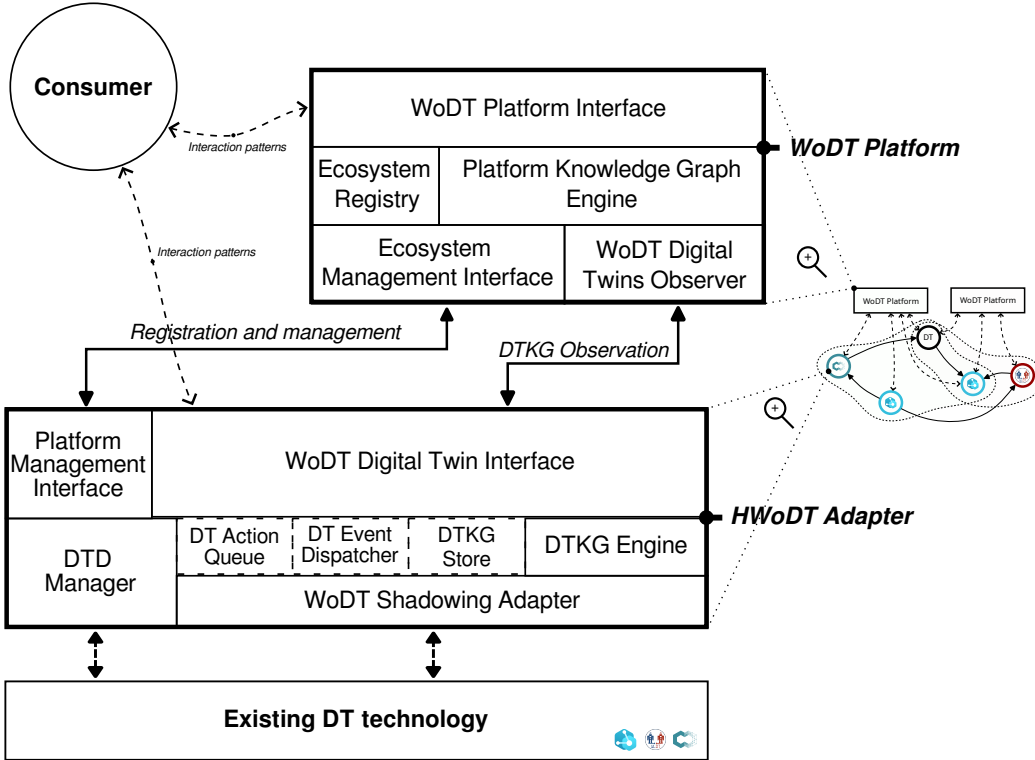 Consumer
WoDT Platform Interface
Interaction patterns
WoDT Platform
Ecosystem
Registry
Platform Knowledge Graph
Engine
Interaction patterns
Ecosystem
Management Interface
WoDT Digital
Twins Observer
WoDT Platform
WoDT Platform
Registration and management
DTKG Observation
DT
Platform
Management
Interface
WoDT Digital Twin Interface
HWoDT Adapter
DTD
Manager
DT Action
Queue
DT Event
Dispatcher
DTKG
Store
DTKG Engine
WoDT Shadowing Adapter
Existing DT technology